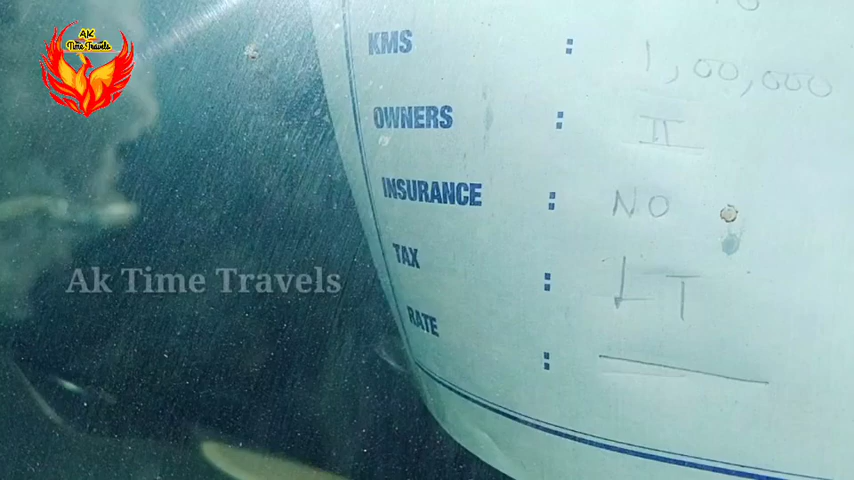 AK
Time Travels
KMS : 1,00,000
OWNERS : II
INSURANCE : NO
Ak Time Travels
TAX : LT
RATE :